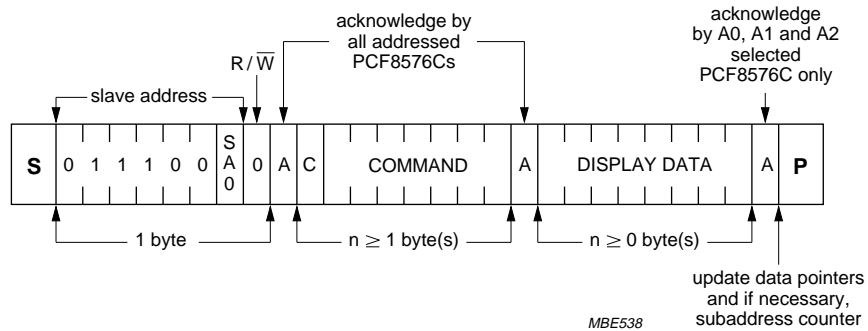 acknowledge by
all addressed
PCF8576Cs
acknowledge
by A0, A1 and A2
selected
PCF8576C only
R / W̅
slave address
S 0 1 1 1 0 0 SA0 0 A C COMMAND A DISPLAY DATA A P
1 byte
n ≥ 1 byte(s)
n ≥ 0 byte(s)
update data pointers
and if necessary,
subaddress counter
MBE538